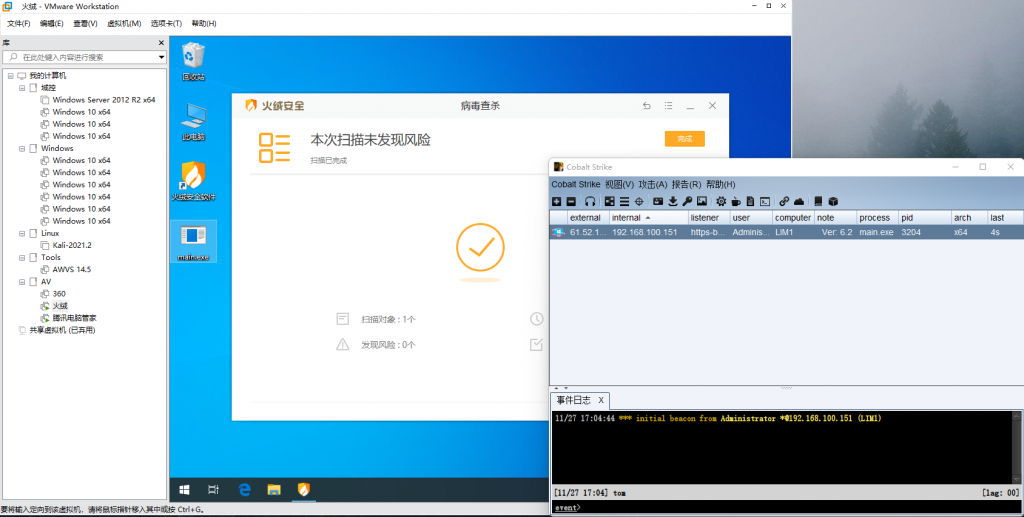 火绒 - VMware Workstation
文件(F) 编辑(E) 查看(V) 虚拟机(M) 选项卡(T) 帮助(H)
库
在此处键入内容进行搜索
我的计算机
域控
Windows Server 2012 R2 x64
Windows 10 x64
Windows 10 x64
Windows 10 x64
Windows
Windows 10 x64
Windows 10 x64
Windows 10 x64
Windows 10 x64
Windows 10 x64
Windows 10 x64
Linux
Kali-2021.2
Tools
AWVS 14.5
AV
360
火绒
腾讯电脑管家
共享虚拟机 (已弃用)
回收站
此电脑
火绒安全软件
main.exe
火绒安全
病毒查杀
本次扫描未发现风险
扫描已完成
完成
扫描对象 : 1个
发现风险 : 0个
Cobalt Strike
Cobalt Strike 视图(V) 攻击(A) 报告(R) 帮助(H)
external internal listener user computer note process pid arch last
61.52.1... 192.168.100.151 https-b... Adminis... LIM1 Ver: 6.2 main.exe 3204 x64 4s
事件日志 X
11/27 17:04:44 *** initial beacon from Administrator *@192.168.100.151 (LIM1)
[11/27 17:04] tom [lag: 00]
event>
要将输入定向到该虚拟机，请将鼠标指针移入其中或按 Ctrl+G。